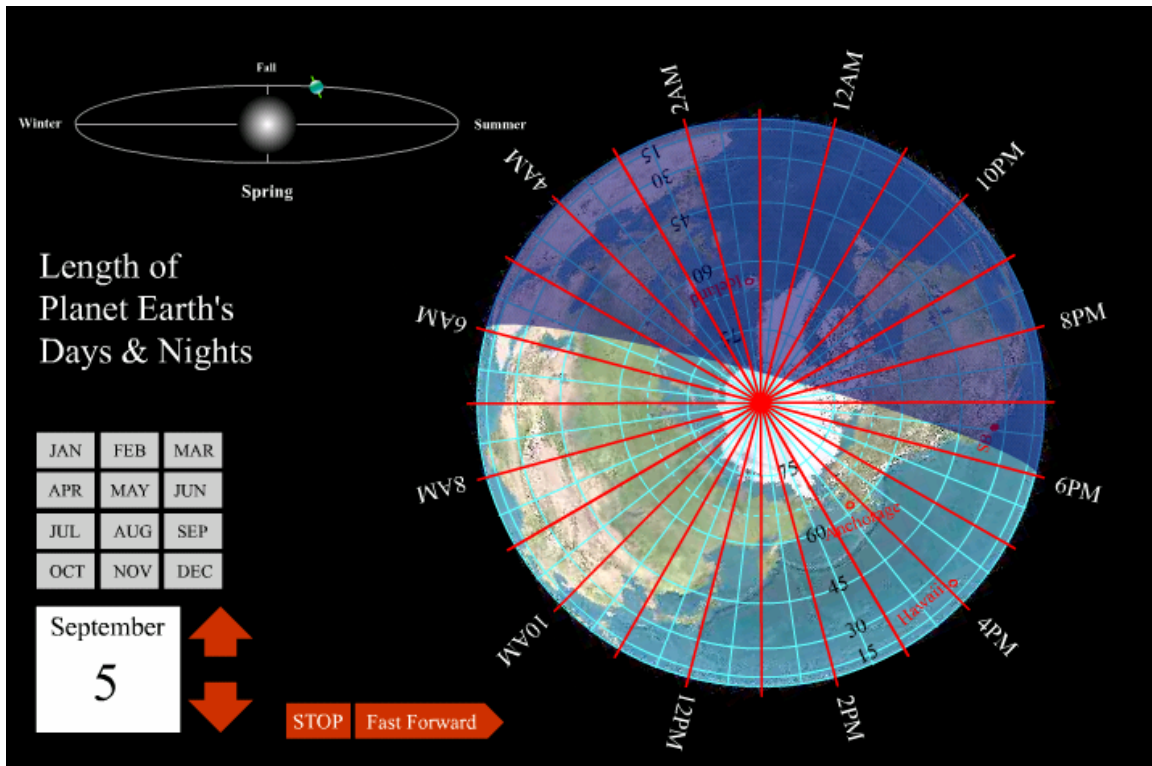 Fall
Winter
Summer
Spring
Length of
Planet Earth's
Days & Nights
JAN FEB MAR
APR MAY JUN
JUL AUG SEP
OCT NOV DEC
September
5
STOP Fast Forward
2AM
12AM
4AM
10PM
6AM
8PM
8AM
6PM
10AM
4PM
12PM
2PM
15
30
45
60
75
Iceland
75
60
Anchorage
45
Hawaii
30
15